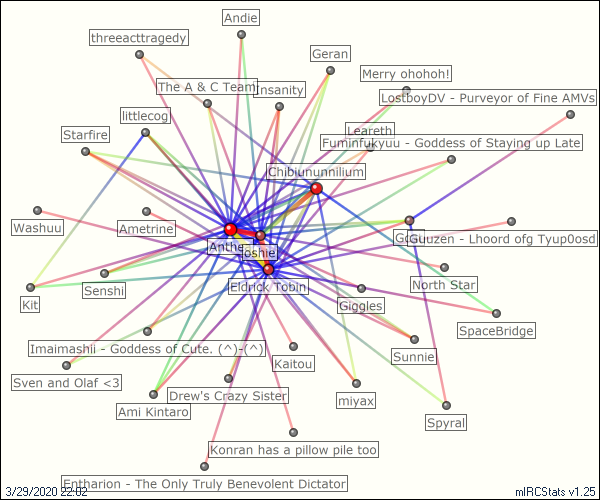 Andie
threeacttragedy
Geran
Merry ohohoh!
The A & C Team
Insanity
LostboyDV - Purveyor of Fine AMVs
littlecog
Leareth
Starfire
Fuminfukyuu - Goddess of Staying up Late
Chibiununnilium
Washuu
Ametrine
Anthe
Toshie
Guuzen - Lhoord ofg Tyup0osd
North Star
Senshi
Eldrick Tobin
Kit
Giggles
SpaceBridge
Imaimashii - Goddess of Cute. (^)-(^)
Sunnie
Kaitou
Sven and Olaf <3
Drew's Crazy Sister
miyax
Ami Kintaro
Spyral
Konran has a pillow pile too
Entharion - The Only Truly Benevolent Dictator
3/29/2020 22:02
mIRCStats v1.25